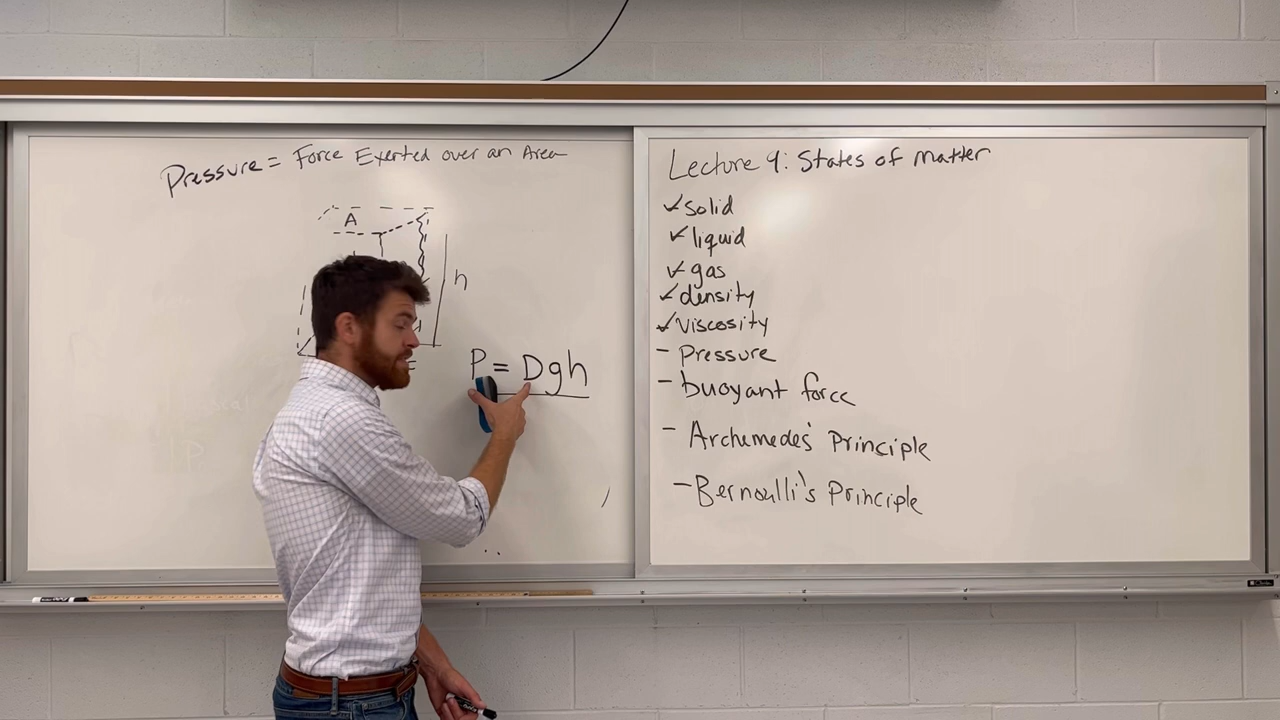 Pressure = Force Exerted over an Area
A
h
P = Dgh
Lecture 9: States of Matter
✓solid
✓liquid
✓gas
✓density
✓Viscosity
- Pressure
- buoyant force
- Archimedes' Principle
- Bernoulli's Principle